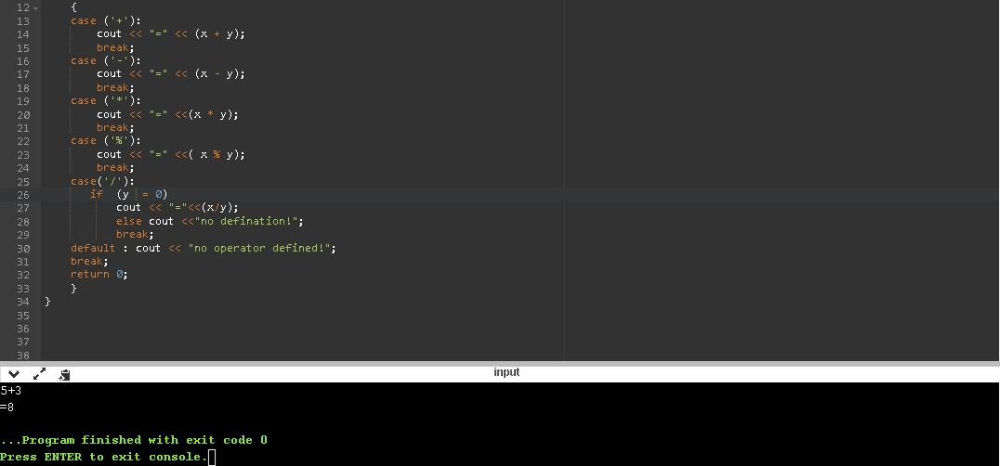 12 {
13 case ('+'):
14 cout << "=" << (x + y);
15 break;
16 case ('-'):
17 cout << "=" << (x - y);
18 break;
19 case ('*'):
20 cout << "=" <<(x * y);
21 break;
22 case ('%'):
23 cout << "=" <<( x % y);
24 break;
25 case('/'):
26 if (y = 0)
27 cout << "="<<(x/y);
28 else cout <<"no defination!";
29 break;
30 default : cout << "no operator defined!";
31 break;
32 return 0;
33 }
34 }
35
36
37
38
input
5+3
=8
...Program finished with exit code 0
Press ENTER to exit console.